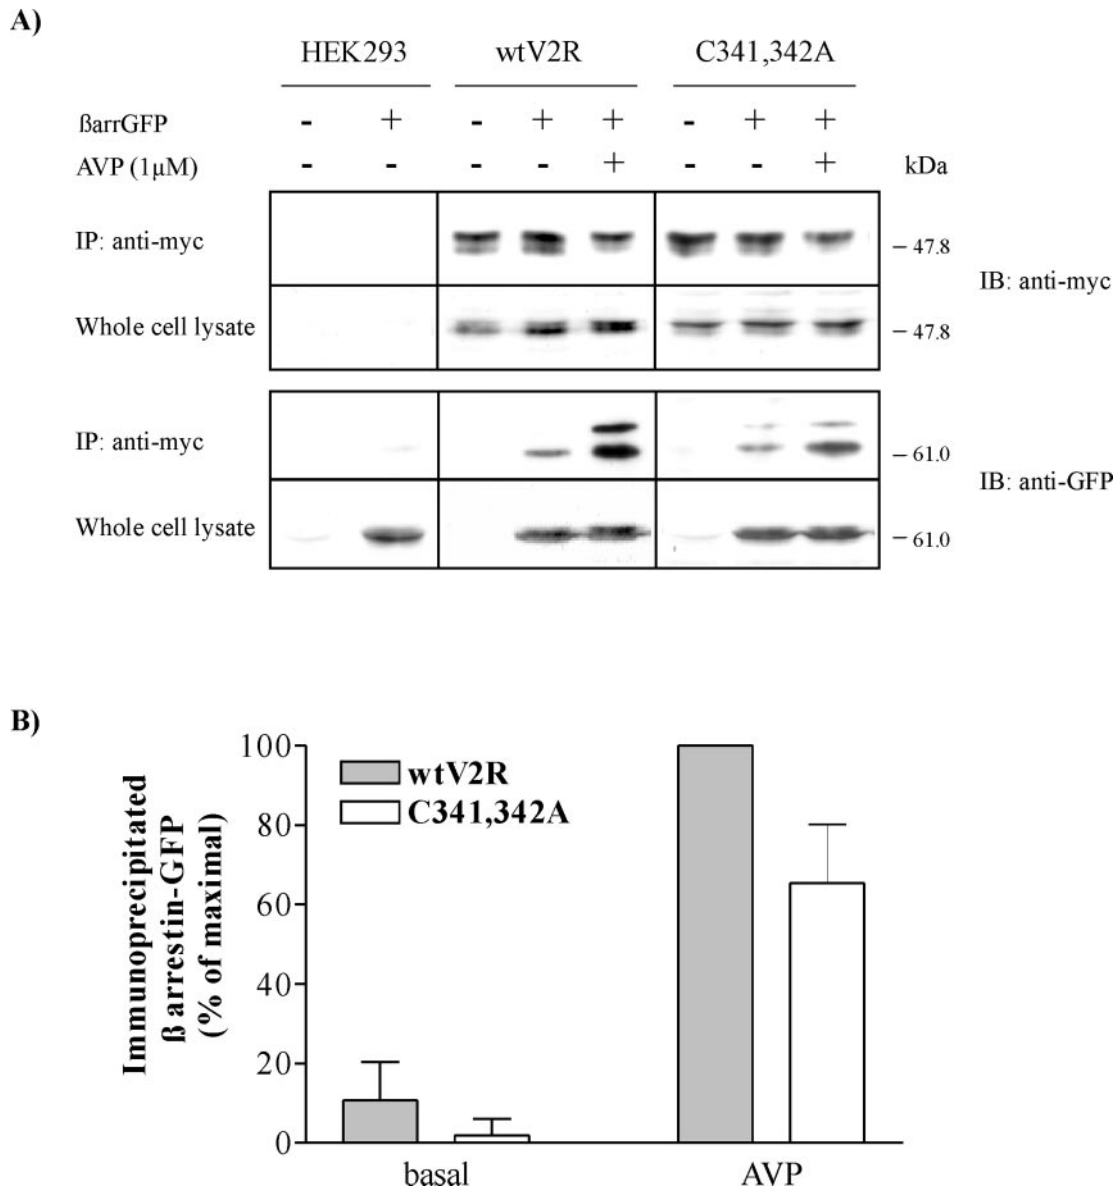 A)
HEK293 wtV2R C341,342A
ßarrGFP - + - + + - + +
AVP (1µM) - - - - + - - + kDa
IP: anti-myc – 47.8
IB: anti-myc
Whole cell lysate – 47.8
IP: anti-myc – 61.0
IB: anti-GFP
Whole cell lysate – 61.0
B)
Immunoprecipitated
ß arrestin-GFP
(% of maximal)
100
80
60
40
20
0
wtV2R
C341,342A
basal AVP